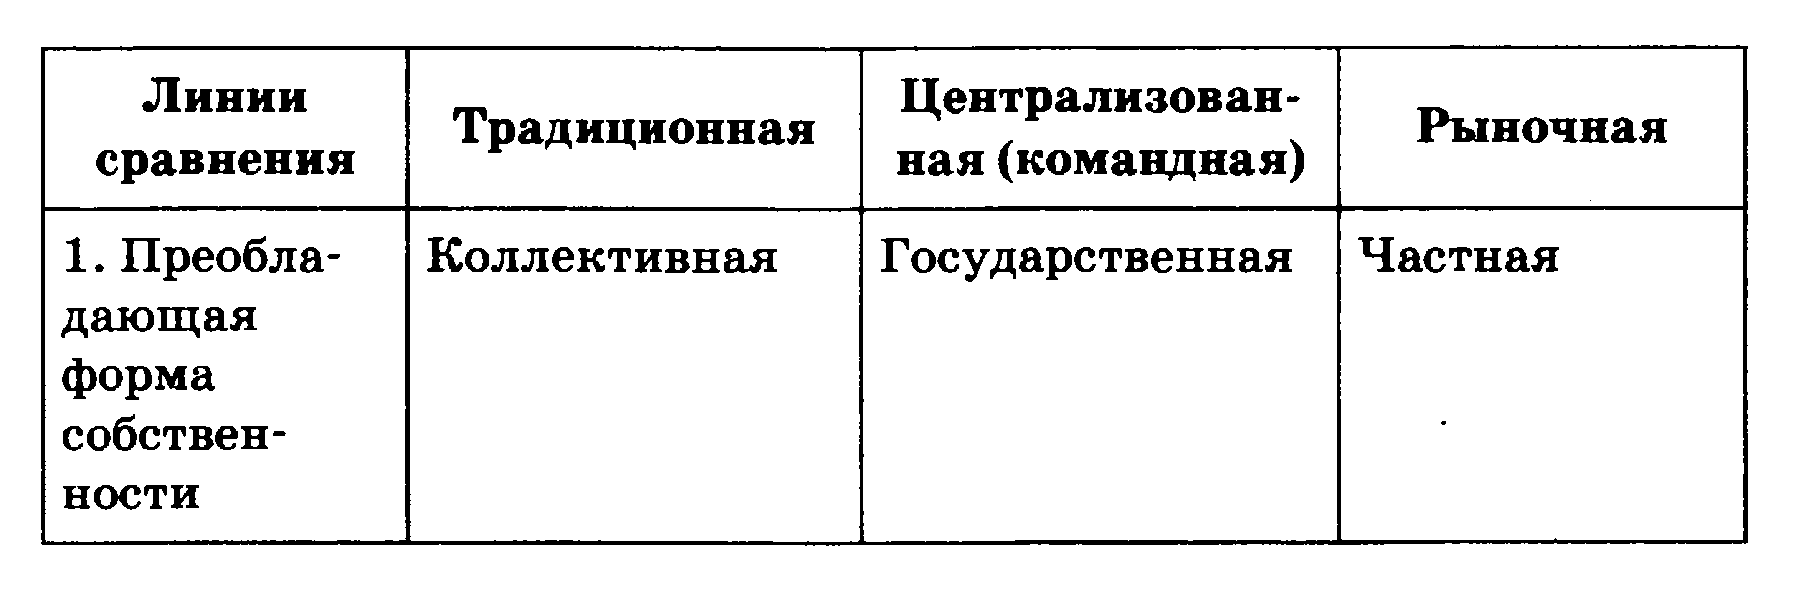 Линии
сравнения
Традиционная
Централизован-
ная (командная)
Рыночная
1. Преобла-
дающая
форма
собствен-
ности
Коллективная
Государственная
Частная